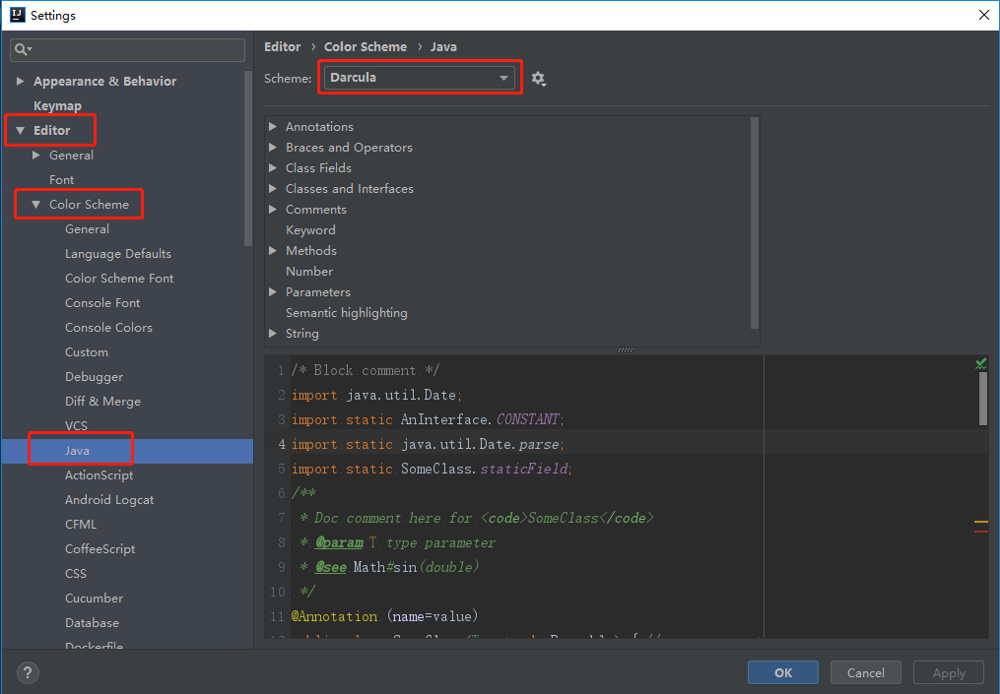 Settings
Appearance & Behavior
Keymap
Editor
General
Font
Color Scheme
General
Language Defaults
Color Scheme Font
Console Font
Console Colors
Custom
Debugger
Diff & Merge
VCS
Java
ActionScript
Android Logcat
CFML
CoffeeScript
CSS
Cucumber
Database
Dockerfile
Editor › Color Scheme › Java
Scheme: Darcula
Annotations
Braces and Operators
Class Fields
Classes and Interfaces
Comments
Keyword
Methods
Number
Parameters
Semantic highlighting
String
1 /* Block comment */
2 import java.util.Date;
3 import static AnInterface.CONSTANT;
4 import static java.util.Date.parse;
5 import static SomeClass.staticField;
6 /**
7 * Doc comment here for <code>SomeClass</code>
8 * @param T type parameter
9 * @see Math#sin(double)
10 */
11 @Annotation (name=value)
?
OK
Cancel
Apply